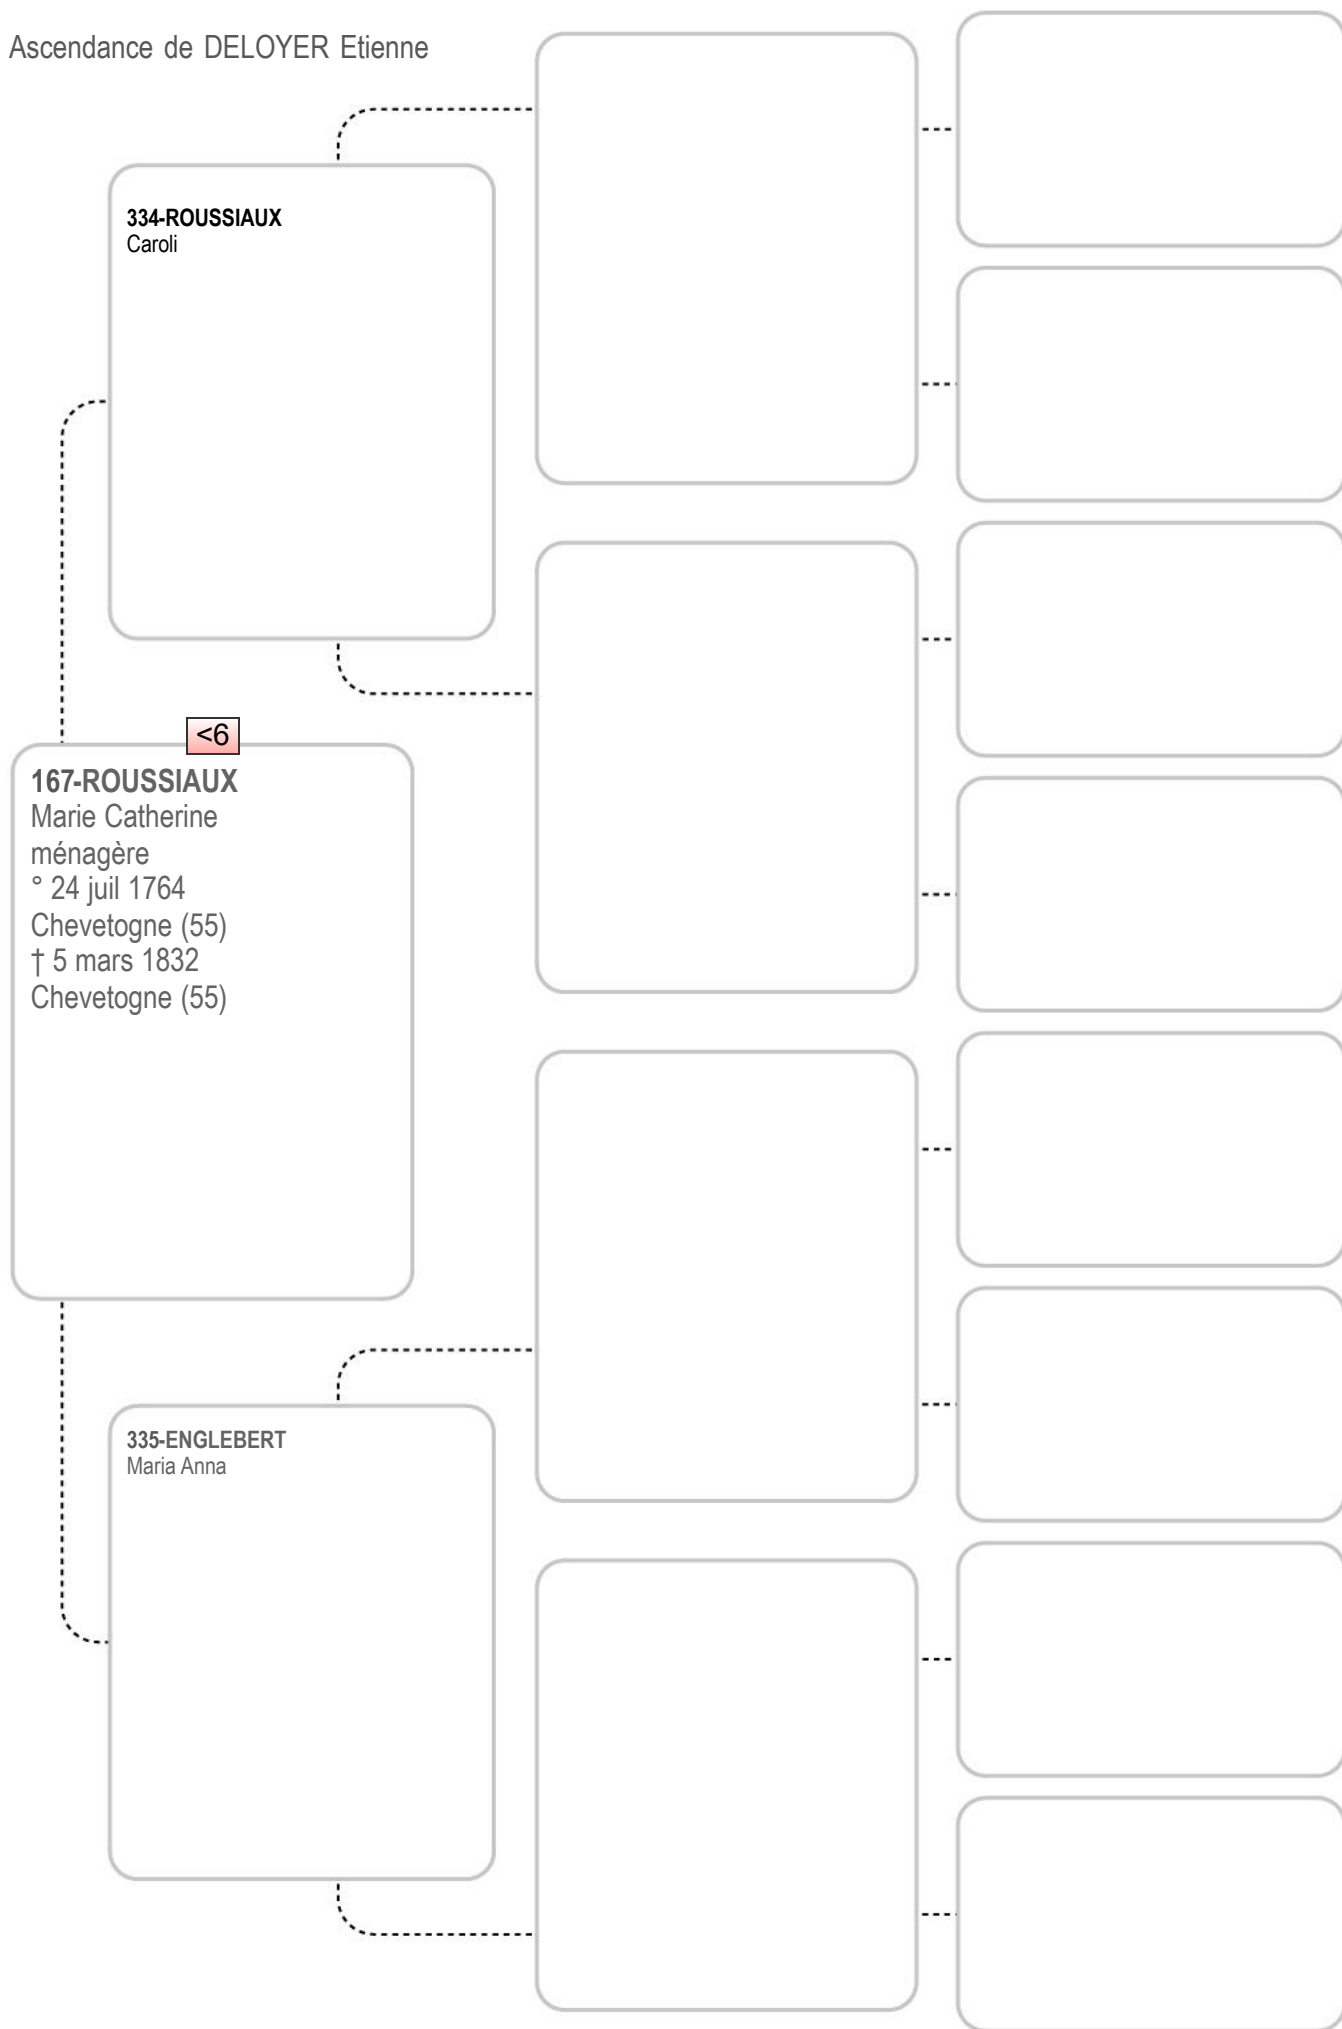 Ascendance de DELOYER Etienne
334-ROUSSIAUX
Caroli
<6
167-ROUSSIAUX
Marie Catherine
ménagère
° 24 juil 1764
Chevetogne (55)
† 5 mars 1832
Chevetogne (55)
335-ENGLEBERT
Maria Anna